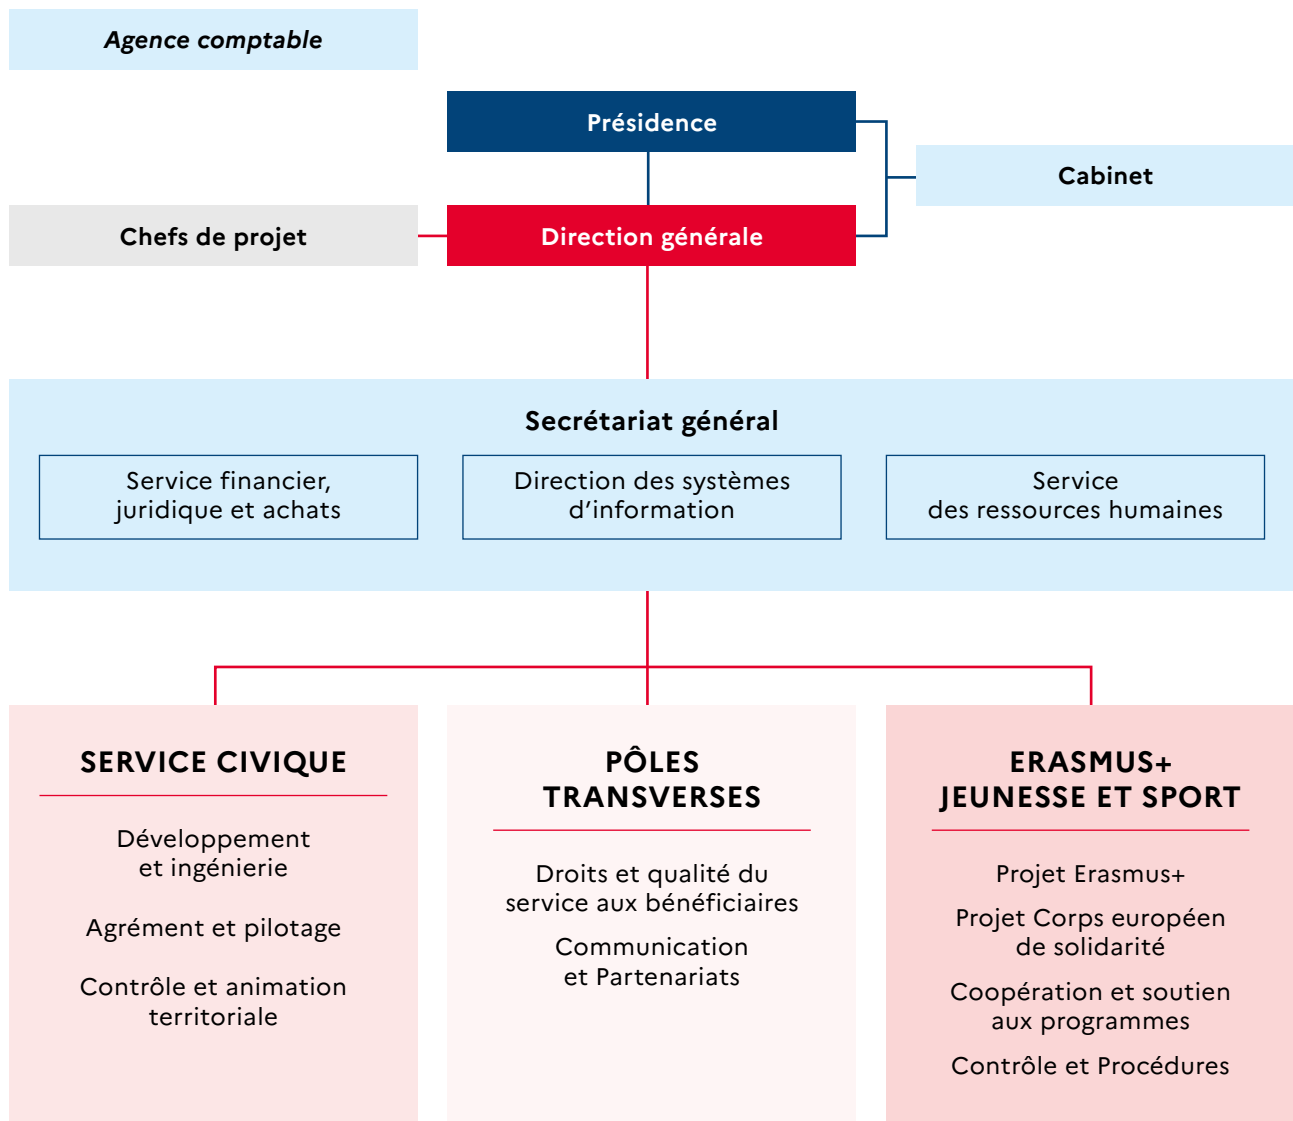 Agence comptable
Présidence
Cabinet
Chefs de projet
Direction générale
Secrétariat général
Service financier,
juridique et achats
Direction des systèmes
d’information
Service
des ressources humaines
SERVICE CIVIQUE
Développement
et ingénierie
Agrément et pilotage
Contrôle et animation
territoriale
PÔLES
TRANSVERSES
Droits et qualité du
service aux bénéficiaires
Communication
et Partenariats
ERASMUS+
JEUNESSE ET SPORT
Projet Erasmus+
Projet Corps européen
de solidarité
Coopération et soutien
aux programmes
Contrôle et Procédures